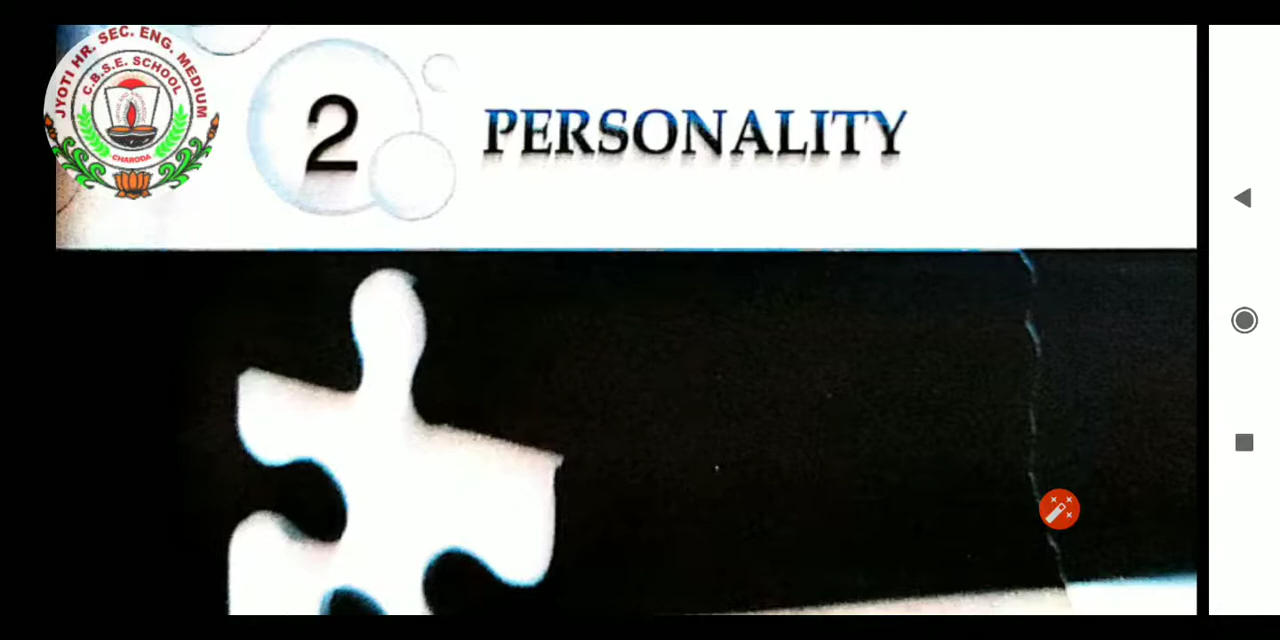 JYOTI HR. SEC. ENG. MEDIUM
C.B.S.E. SCHOOL
CHARODA
2 PERSONALITY